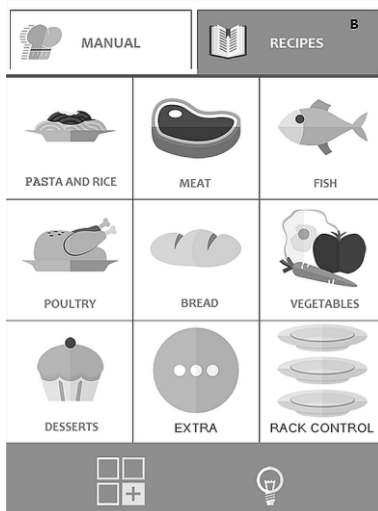 MANUAL
RECIPES
B
PASTA AND RICE
MEAT
FISH
POULTRY
BREAD
VEGETABLES
DESSERTS
EXTRA
RACK CONTROL